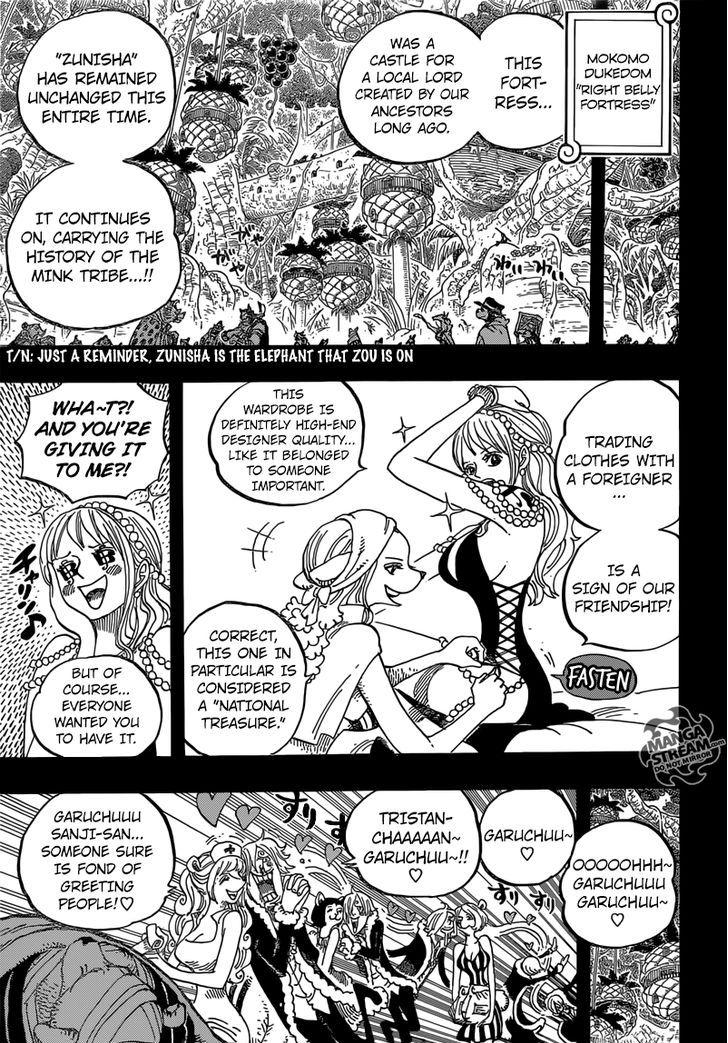 MOKOMO
DUKEDOM
"RIGHT BELLY
FORTRESS"
THIS
FORT-
RESS...
WAS A
CASTLE FOR
A LOCAL LORD
CREATED BY OUR
ANCESTORS
LONG AGO.
"ZUNISHA"
HAS REMAINED
UNCHANGED THIS
ENTIRE TIME.
IT CONTINUES
ON, CARRYING THE
HISTORY OF THE
MINK TRIBE...!!
T/N: JUST A REMINDER, ZUNISHA IS THE ELEPHANT THAT ZOU IS ON
TRADING
CLOTHES WITH
A FOREIGNER
...
IS A
SIGN OF OUR
FRIENDSHIP!
THIS
WARDROBE IS
DEFINITELY HIGH-END
DESIGNER QUALITY...
LIKE IT BELONGED
TO SOMEONE
IMPORTANT.
CORRECT,
THIS ONE IN
PARTICULAR IS
CONSIDERED
A "NATIONAL
TREASURE."
FASTEN
WHA~T?!
AND YOU'RE
GIVING IT
TO ME?!
BUT OF
COURSE...
EVERYONE
WANTED YOU
TO HAVE IT.
MANGA
STREAM.COM
DO NOT MIRROR
OOOOOHHH~
GARUCHUUU
GARUCHUU~
♡
GARUCHUU~
♡
TRISTAN-
CHAAAAAN~
GARUCHUU~!!
♡
GARUCHUUU
SANJI-SAN...
SOMEONE SURE
IS FOND OF
GREETING
PEOPLE!♡